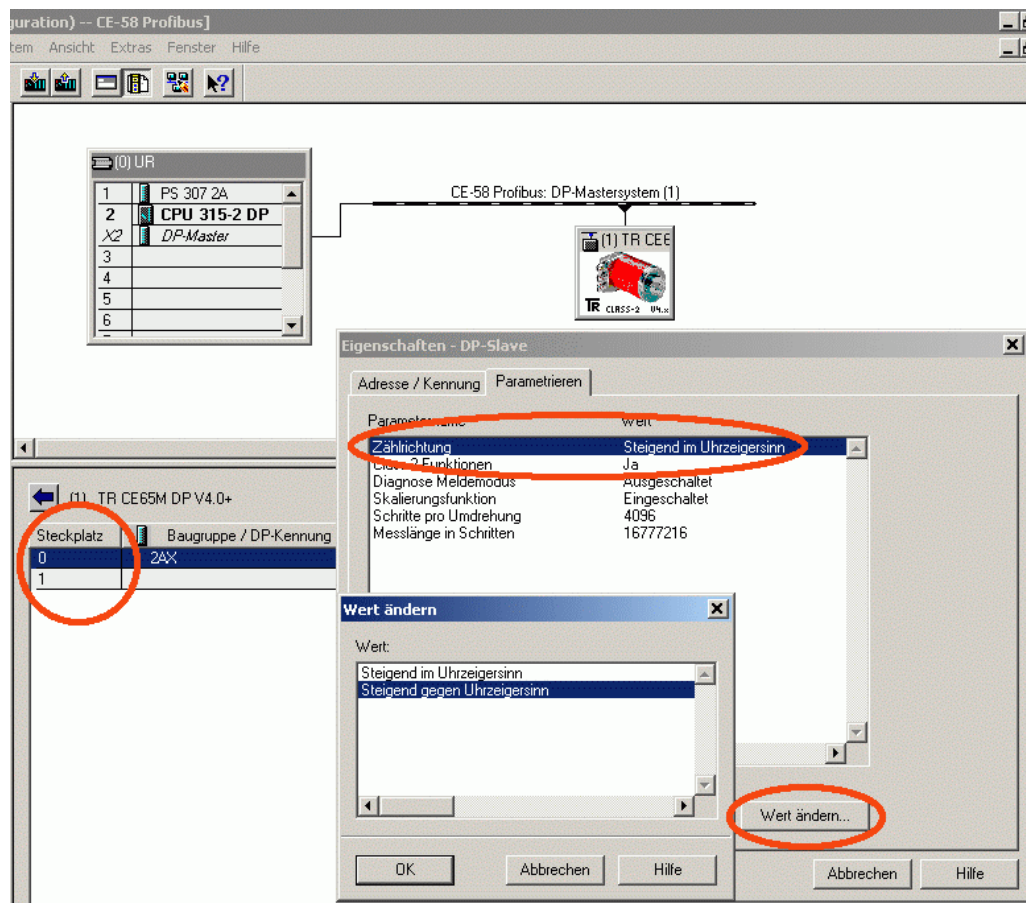 guration) -- CE-58 Profibus]
tem Ansicht Extras Fenster Hilfe
(0) UR
1 PS 307 2A
2 CPU 315-2 DP
X2 DP-Master
3
4
5
6
CE-58 Profibus: DP-Mastersystem (1)
(1) TR CE6
TR CLASS-2 V4.x
Eigenschaften - DP-Slave
Adresse / Kennung Parametrieren
Parametername Wert
Zählrichtung Steigend im Uhrzeigersinn
Class 2 Funktionen Ja
Diagnose Meldemodus Ausgeschaltet
Skalierungsfunktion Eingeschaltet
Schritte pro Umdrehung 4096
Messlänge in Schritten 16777216
(1) TR CE65M DP V4.0+
Steckplatz Baugruppe / DP-Kennung
0 2AX
1
Wert ändern
Wert:
Steigend im Uhrzeigersinn
Steigend gegen Uhrzeigersinn
Wert ändern...
OK Abbrechen Hilfe
Abbrechen Hilfe